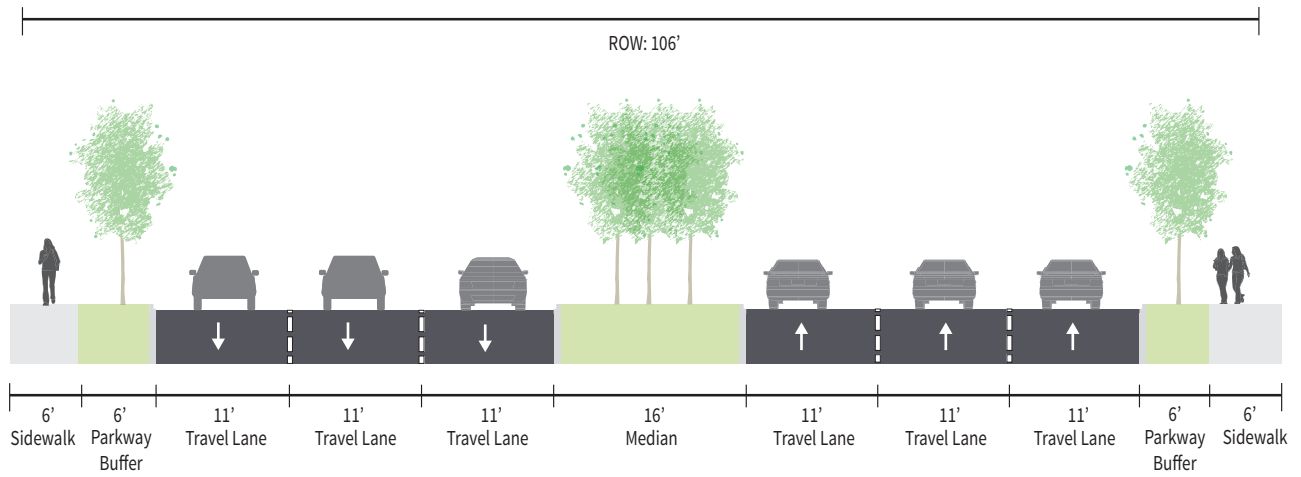 ROW: 106’
6’
Sidewalk
6’
Parkway
Buffer
11’
Travel Lane
11’
Travel Lane
11’
Travel Lane
16’
Median
11’
Travel Lane
11’
Travel Lane
11’
Travel Lane
6’
Parkway
Buffer
6’
Sidewalk